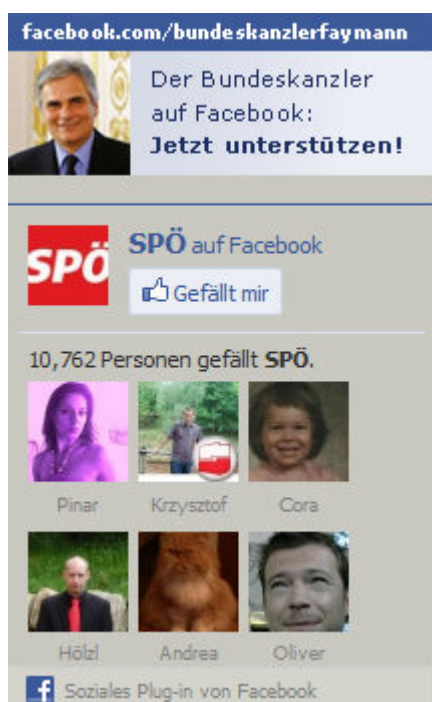 facebook.com/bundeskanzlerfaymann
Der Bundeskanzler
auf Facebook:
Jetzt unterstützen!
SPÖ
SPÖ auf Facebook
Gefällt mir
10,762 Personen gefällt SPÖ.
Pinar Krzysztof Cora
Hölzl Andrea Oliver
f Soziales Plug-in von Facebook